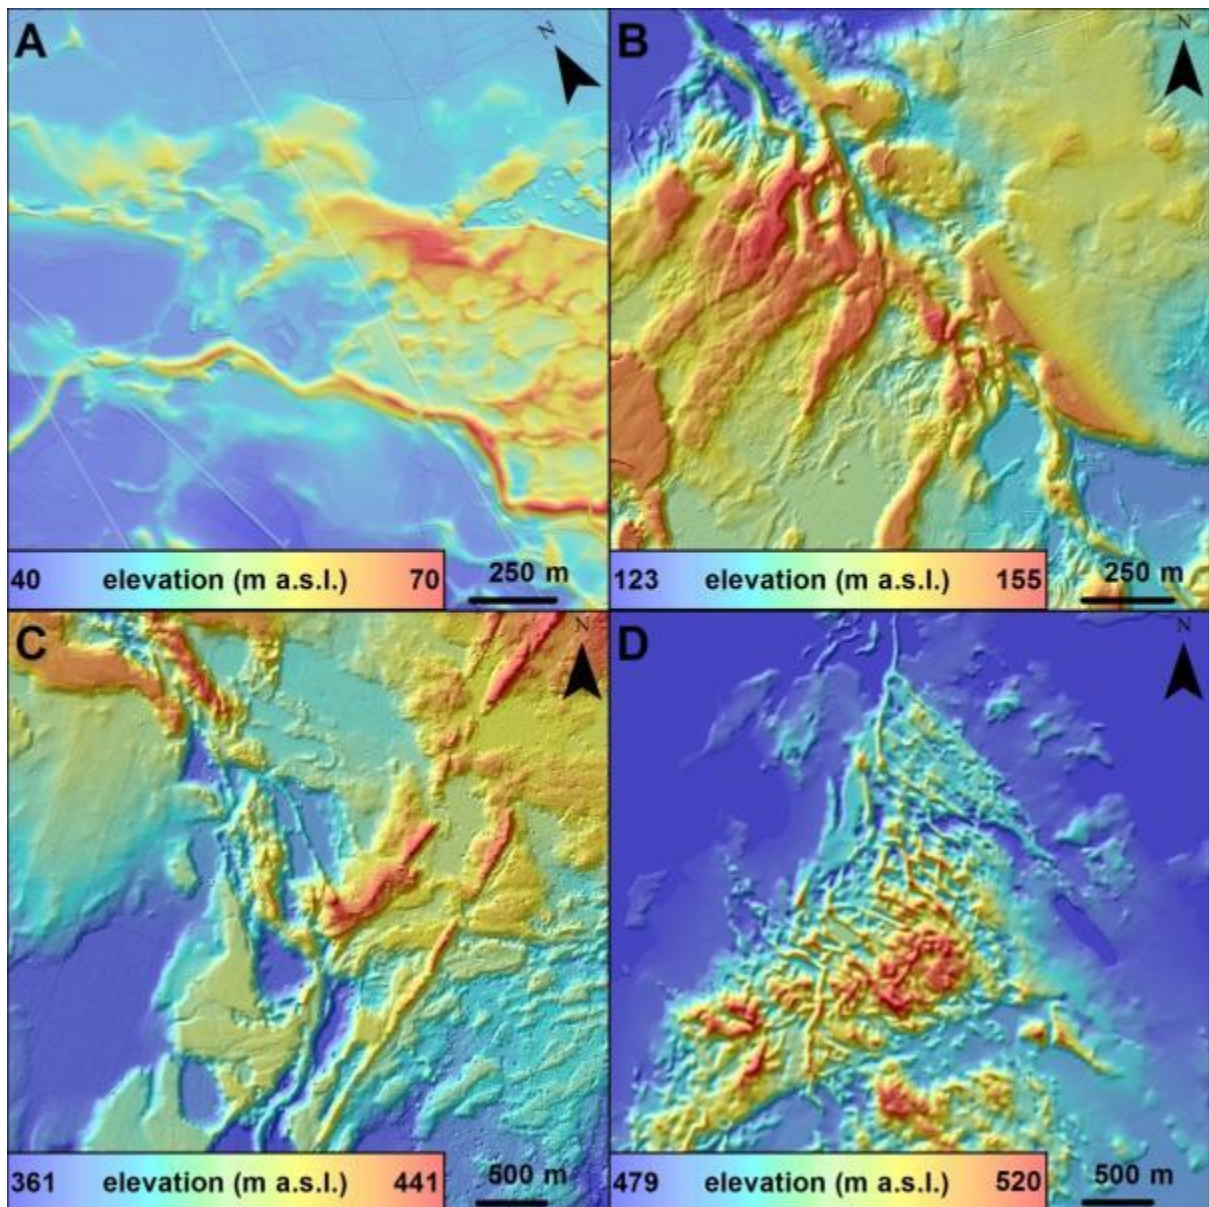 A
N
B
N
40 elevation (m a.s.l.) 70
250 m
123 elevation (m a.s.l.) 155
250 m
C
N
D
N
361 elevation (m a.s.l.) 441
500 m
479 elevation (m a.s.l.) 520
500 m